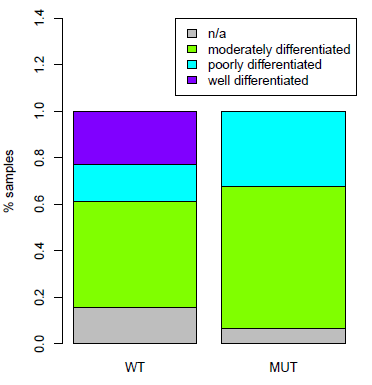 n/a
moderately differentiated
poorly differentiated
well differentiated
% samples
1.4
1.2
1.0
0.8
0.6
0.4
0.2
0.0
WT MUT